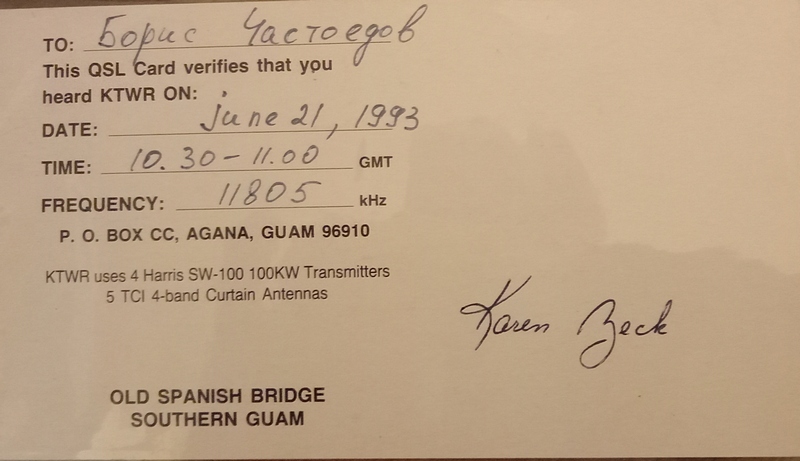 TO: Борис Частоедов
This QSL Card verifies that you
heard KTWR ON:
DATE: june 21, 1993
TIME: 10.30 – 11.00 GMT
FREQUENCY: 11805 kHz
P. O. BOX CC, AGANA, GUAM 96910
KTWR uses 4 Harris SW-100 100KW Transmitters
5 TCI 4-band Curtain Antennas
Karen Beck
OLD SPANISH BRIDGE
SOUTHERN GUAM